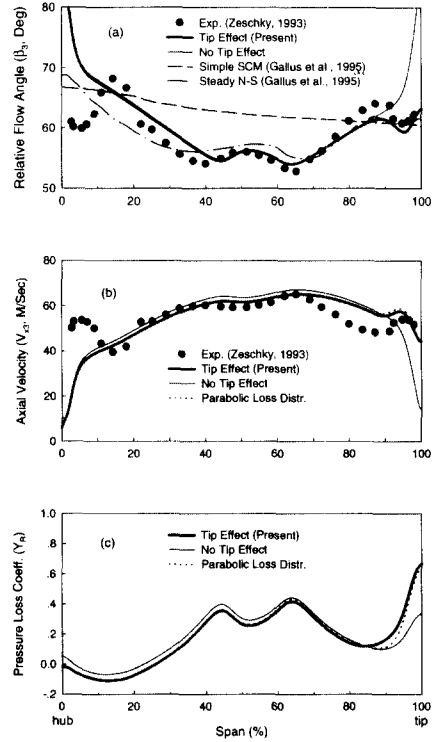 80
(a)
Exp. (Zeschky, 1993)
Tip Effect (Present)
No Tip Effect
Simple SCM (Gallus et al., 1995)
Steady N-S (Gallus et al., 1995)
70
60
50
Relative Flow Angle (β₃, Deg)
0 20 40 60 80 100
80
(b)
60
40
20
0
Axial Velocity (Vx3, M/Sec)
Exp. (Zeschky, 1993)
Tip Effect (Present)
No Tip Effect
Parabolic Loss Distr.
0 20 40 60 80 100
1.0
(c)
Tip Effect (Present)
No Tip Effect
Parabolic Loss Distr.
.8
.6
.4
.2
0.0
-.2
Pressure Loss Coeff. (YR)
0 20 40 60 80 100
hub Span (%) tip